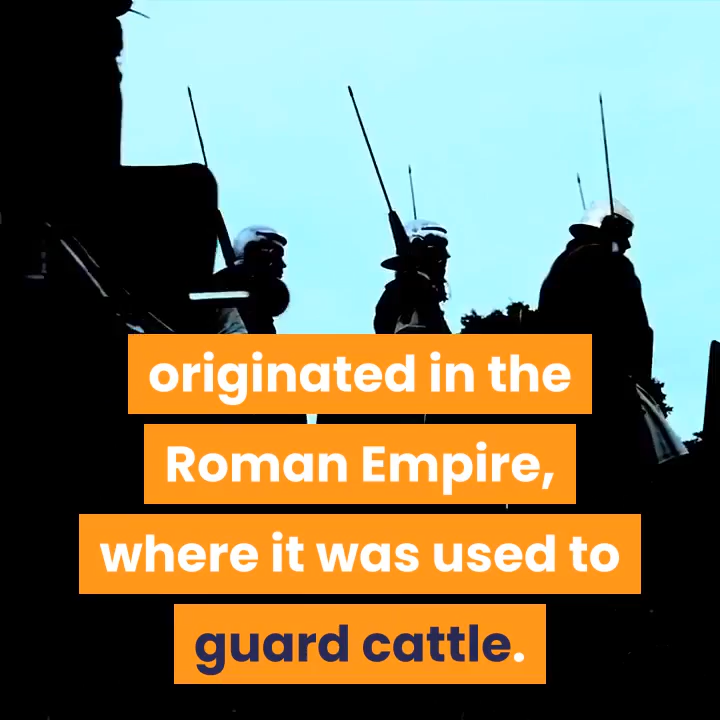 originated in the
Roman Empire,
where it was used to
guard cattle.